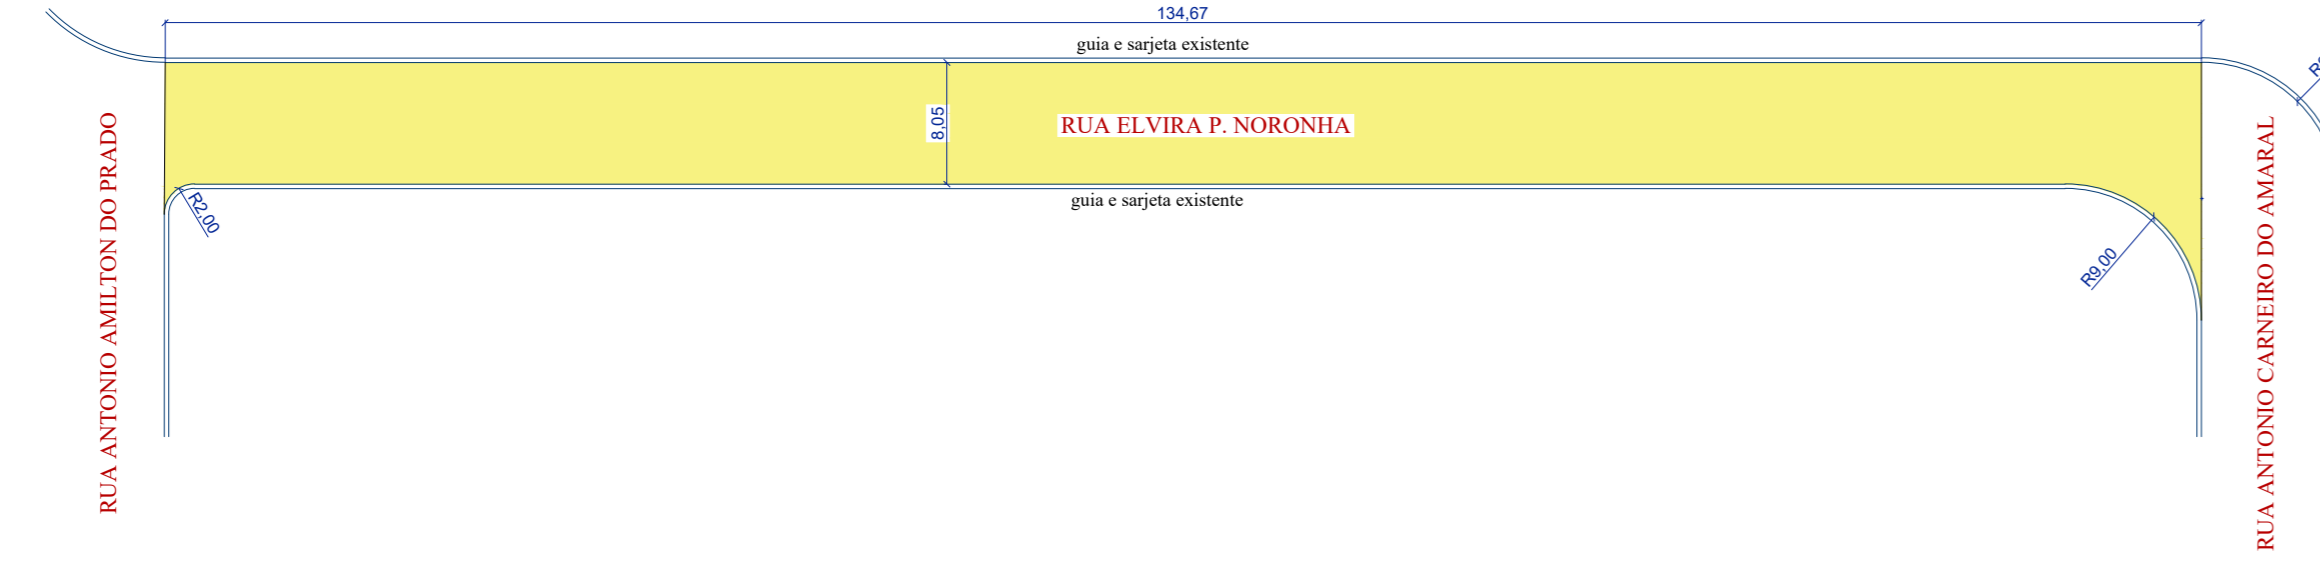 134,67
guia e sarjeta existente
8,05
RUA ELVIRA P. NORONHA
RUA ANTONIO AMILTON DO PRADO
R2,00
guia e sarjeta existente
R9,00
RUA ANTONIO CARNEIRO DO AMARAL